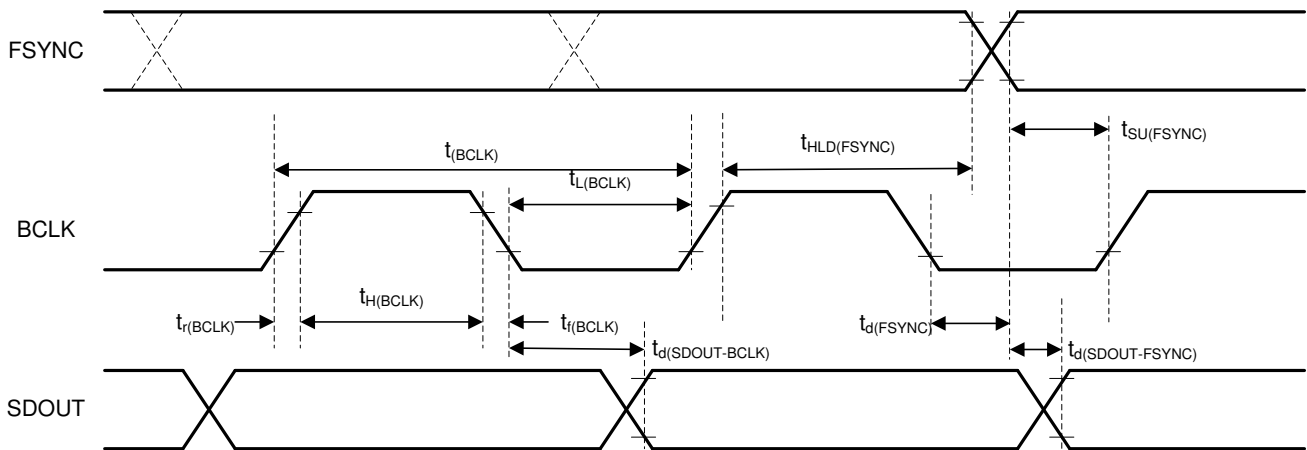 FSYNC
t(BCLK)
tHLD(FSYNC)
tSU(FSYNC)
tL(BCLK)
BCLK
tr(BCLK)
tH(BCLK)
tf(BCLK)
td(FSYNC)
td(SDOUT-BCLK)
td(SDOUT-FSYNC)
SDOUT